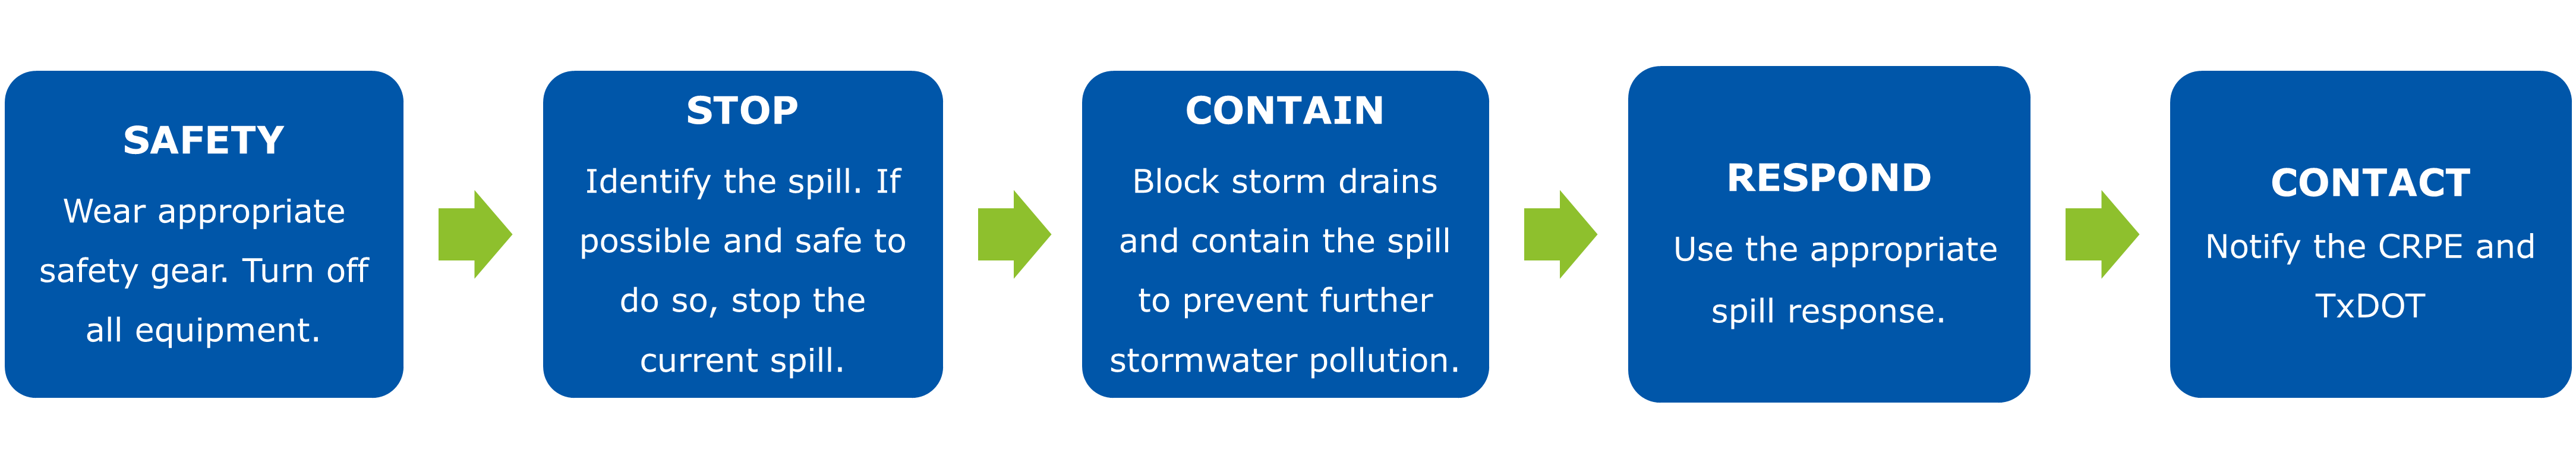 SAFETY
Wear appropriate
safety gear. Turn off
all equipment.
STOP
Identify the spill. If
possible and safe to
do so, stop the
current spill.
CONTAIN
Block storm drains
and contain the spill
to prevent further
stormwater pollution.
RESPOND
Use the appropriate
spill response.
CONTACT
Notify the CRPE and
TxDOT